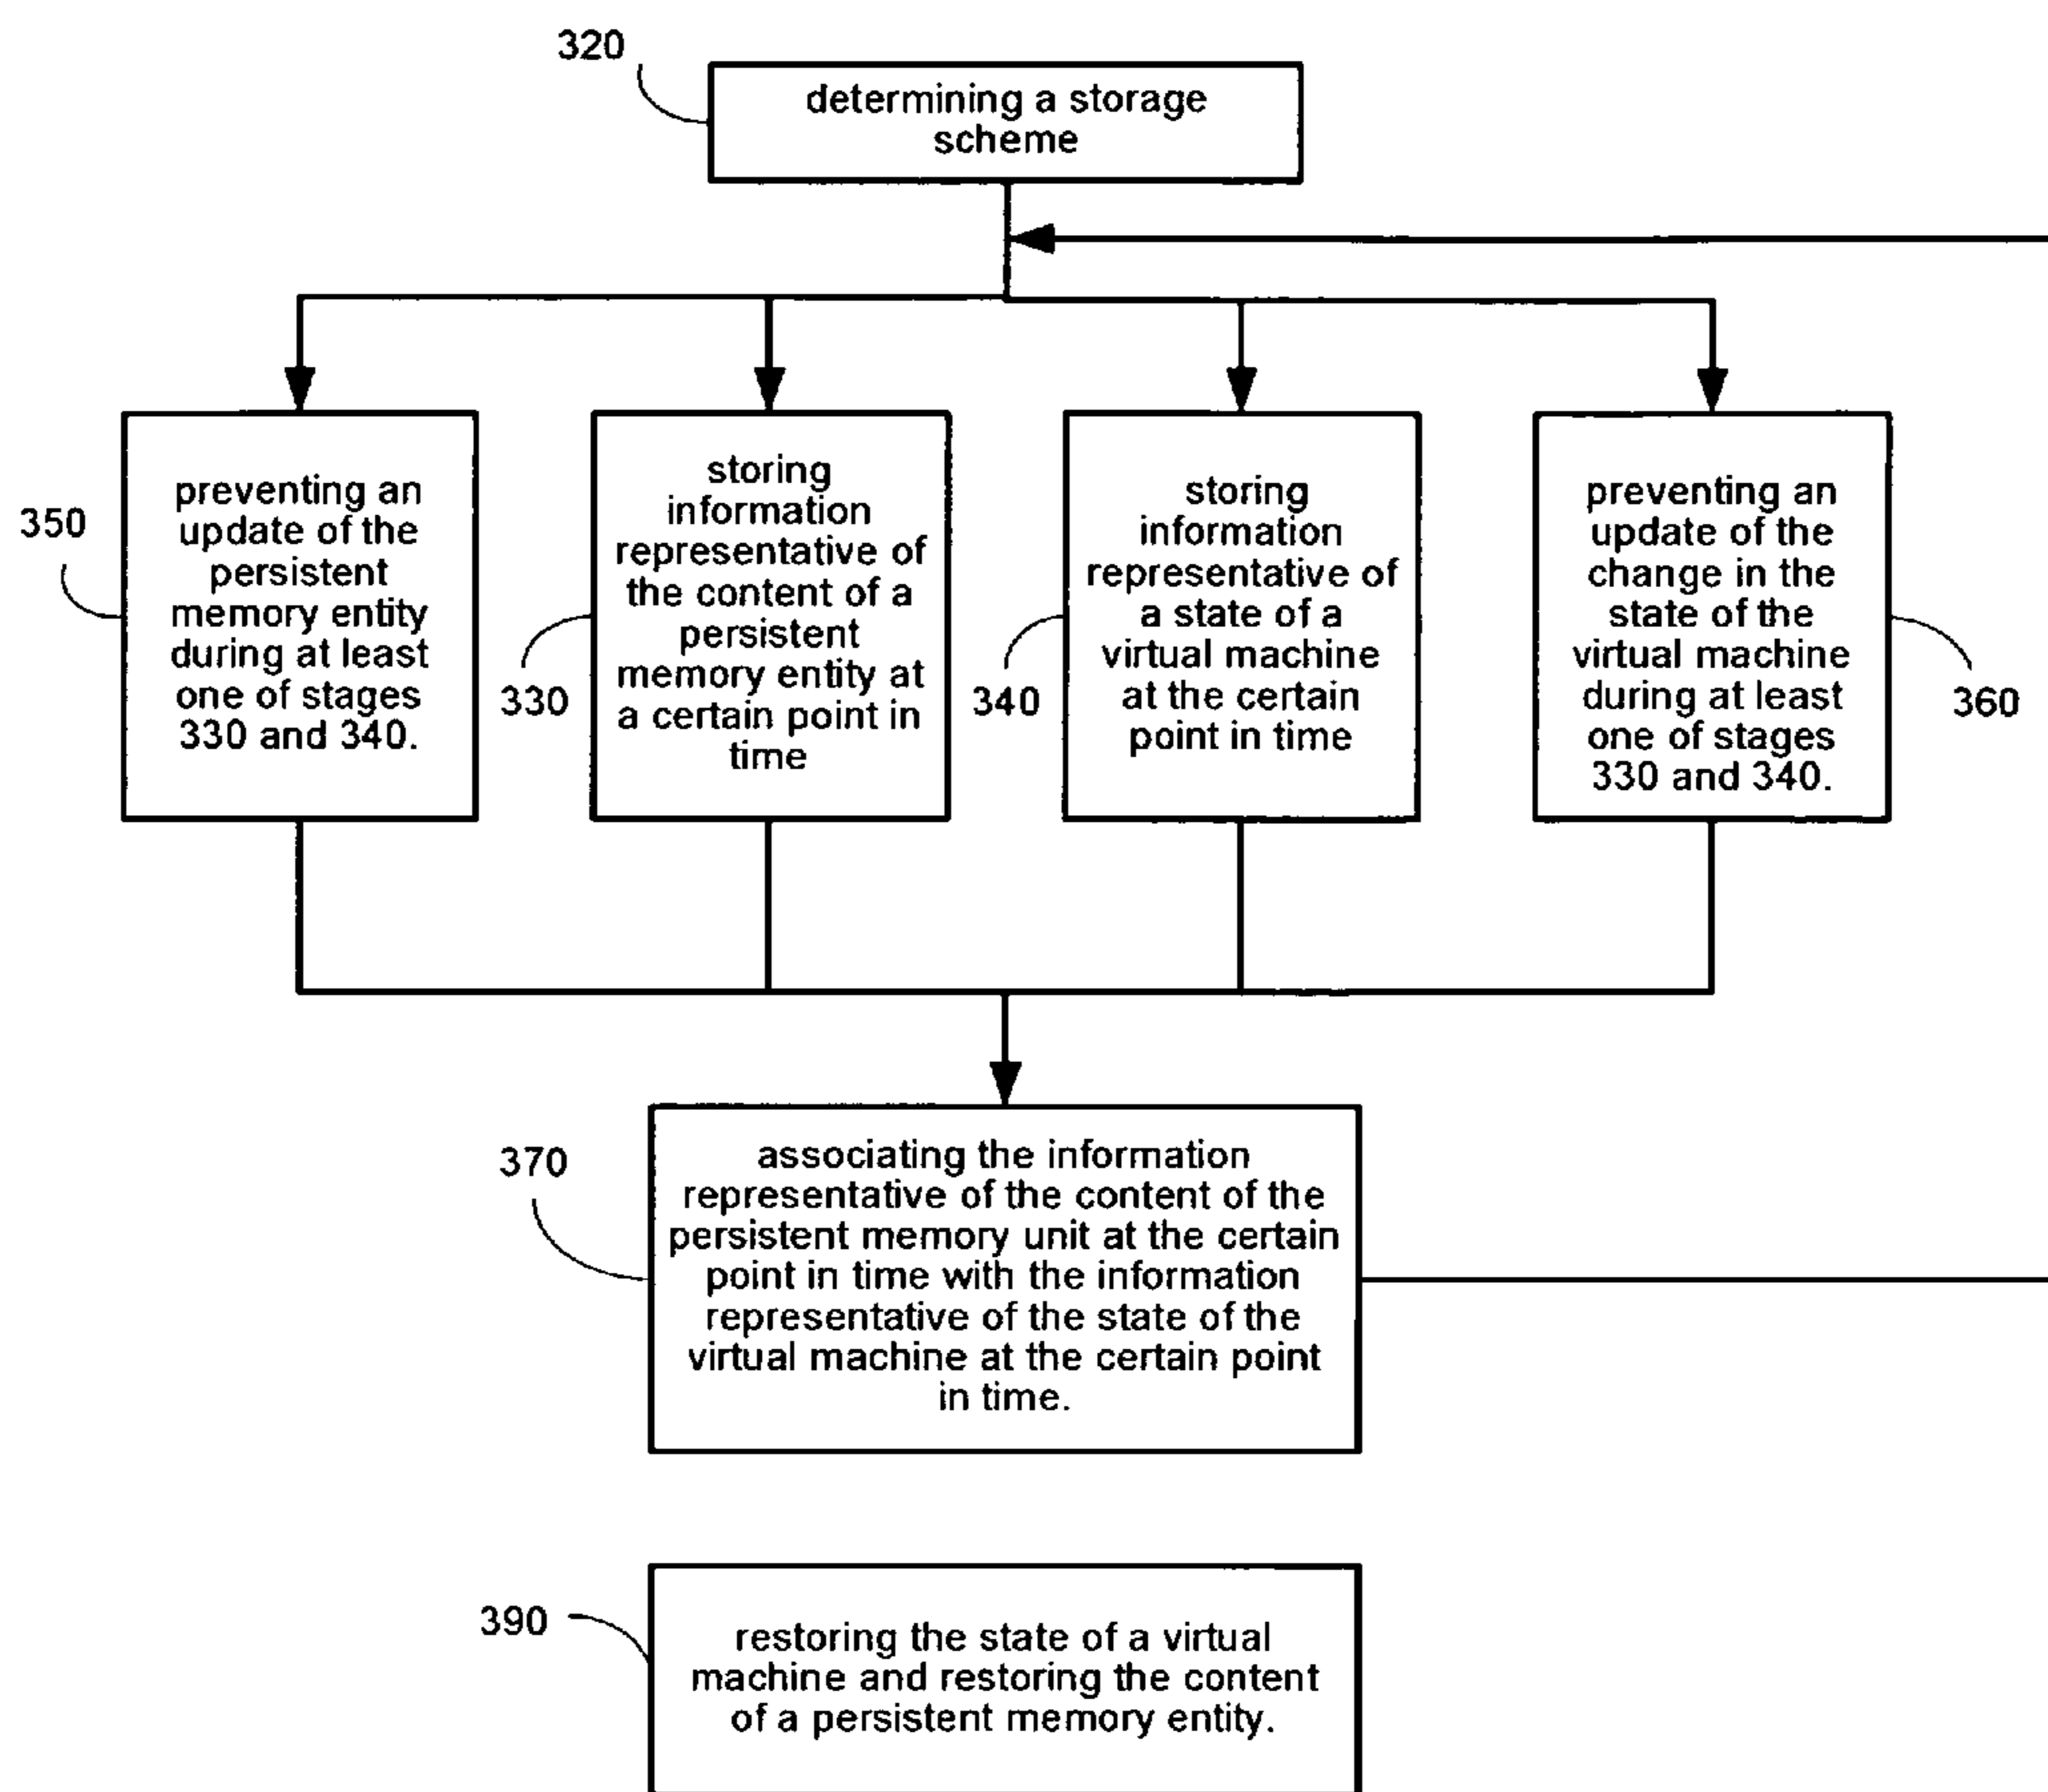 320
determining a storage
scheme
350
preventing an
update of the
persistent
memory entity
during at least
one of stages
330 and 340.
330
storing
information
representative of
the content of a
persistent
memory entity at
a certain point in
time
340
storing
information
representative of
a state of a
virtual machine
at the certain
point in time
preventing an
update of the
change in the
state of the
virtual machine
during at least
one of stages
330 and 340.
360
370
associating the information
representative of the content of the
persistent memory unit at the certain
point in time with the information
representative of the state of the
virtual machine at the certain point
in time.
390
restoring the state of a virtual
machine and restoring the content
of a persistent memory entity.